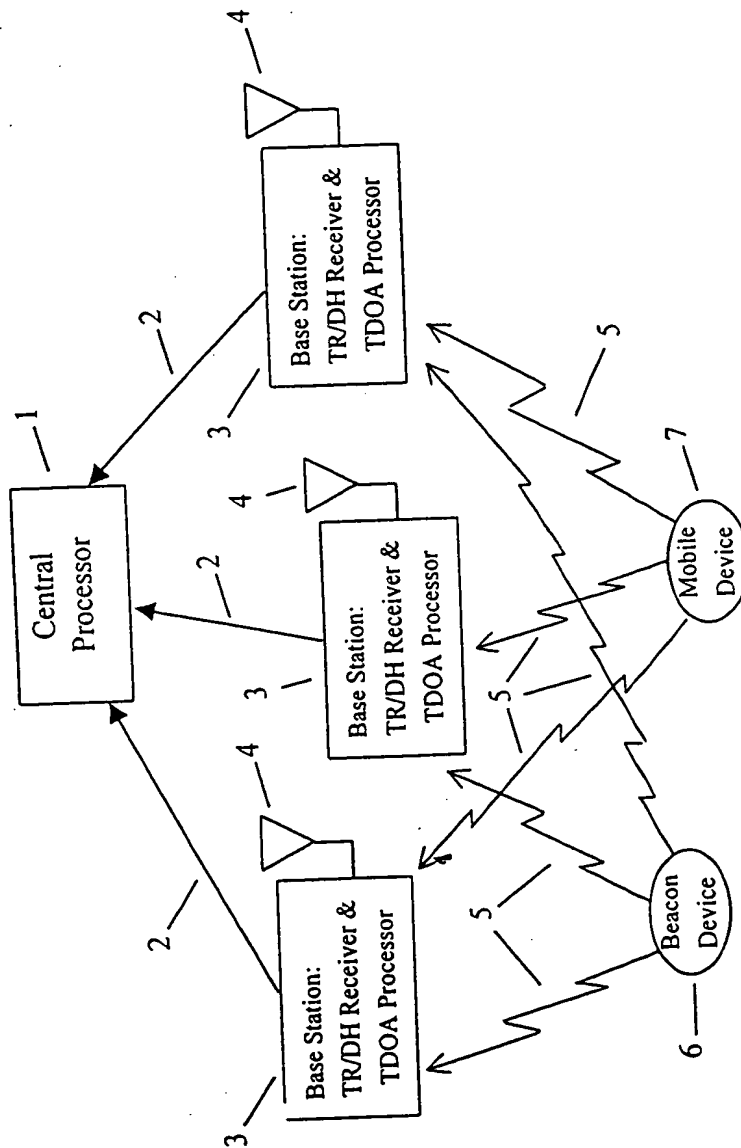 1
Central
Processor
2
2
2
4
4
4
3
Base Station:
TR/DH Receiver &
TDOA Processor
3
Base Station:
TR/DH Receiver &
TDOA Processor
3
Base Station:
TR/DH Receiver &
TDOA Processor
5
5
5
6
Beacon
Device
Mobile
Device
7